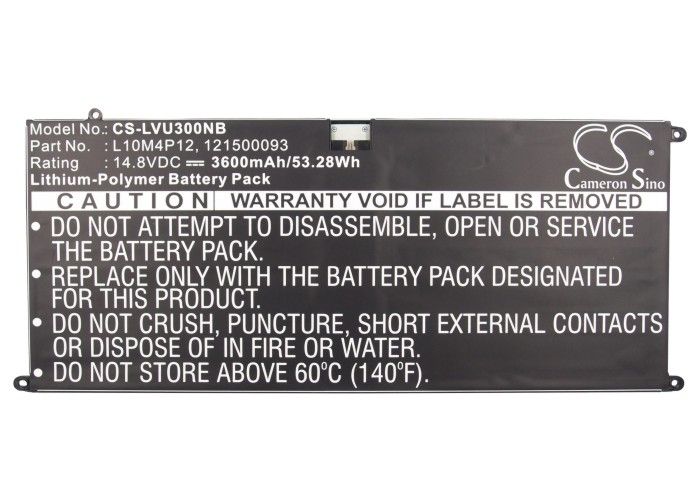 Model No.: CS-LVU300NB
Part No. : L10M4P12, 121500093
Rating : 14.8VDC ⎓ 3600mAh/53.28Wh
Lithium-Polymer Battery Pack
CS
Cameron Sino
CAUTION WARRANTY VOID IF LABEL IS REMOVED
• DO NOT ATTEMPT TO DISASSEMBLE, OPEN OR SERVICE
THE BATTERY PACK.
• REPLACE ONLY WITH THE BATTERY PACK DESIGNATED
FOR THIS PRODUCT.
• DO NOT CRUSH, PUNCTURE, SHORT EXTERNAL CONTACTS
OR DISPOSE OF IN FIRE OR WATER.
• DO NOT STORE ABOVE 60°C (140°F).